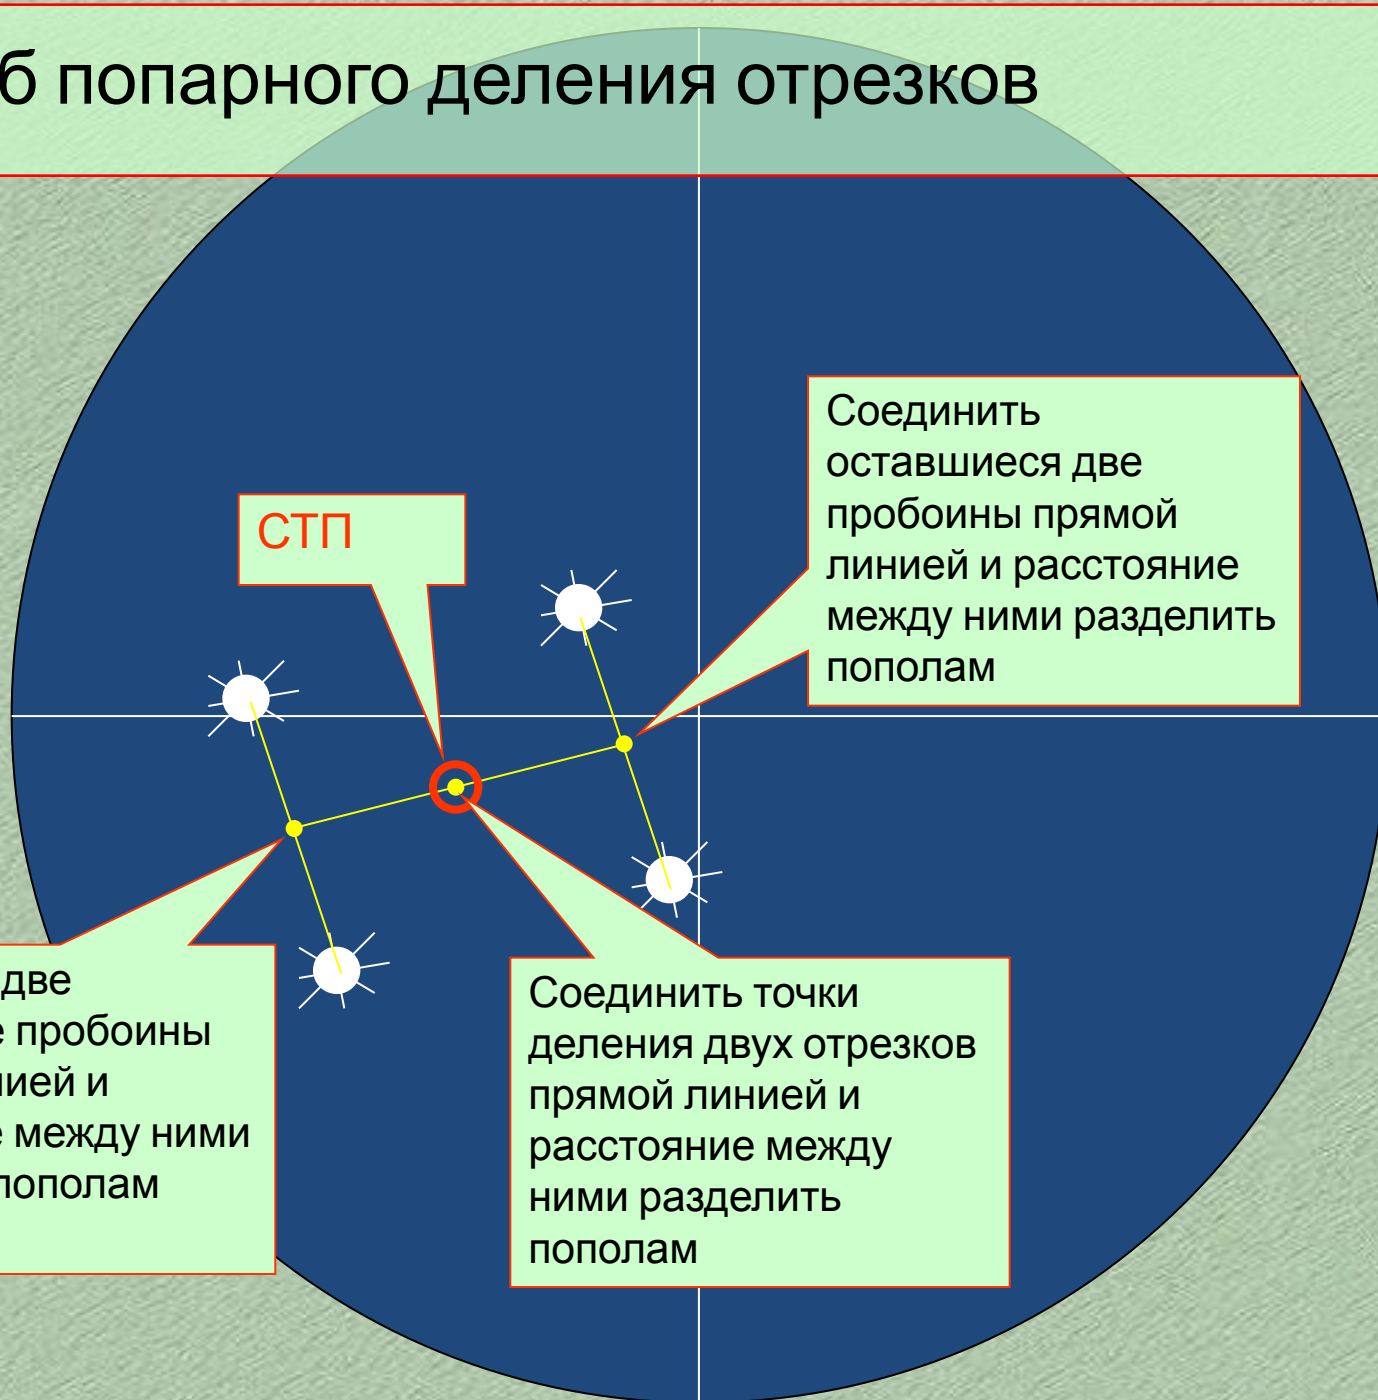 б попарного деления отрезков
Соединить
оставшиеся две
пробоины прямой
линией и расстояние
между ними разделить
пополам
СТП
две
е пробоины
нией и
е между ними
пополам
Соединить точки
деления двух отрезков
прямой линией и
расстояние между
ними разделить
пополам